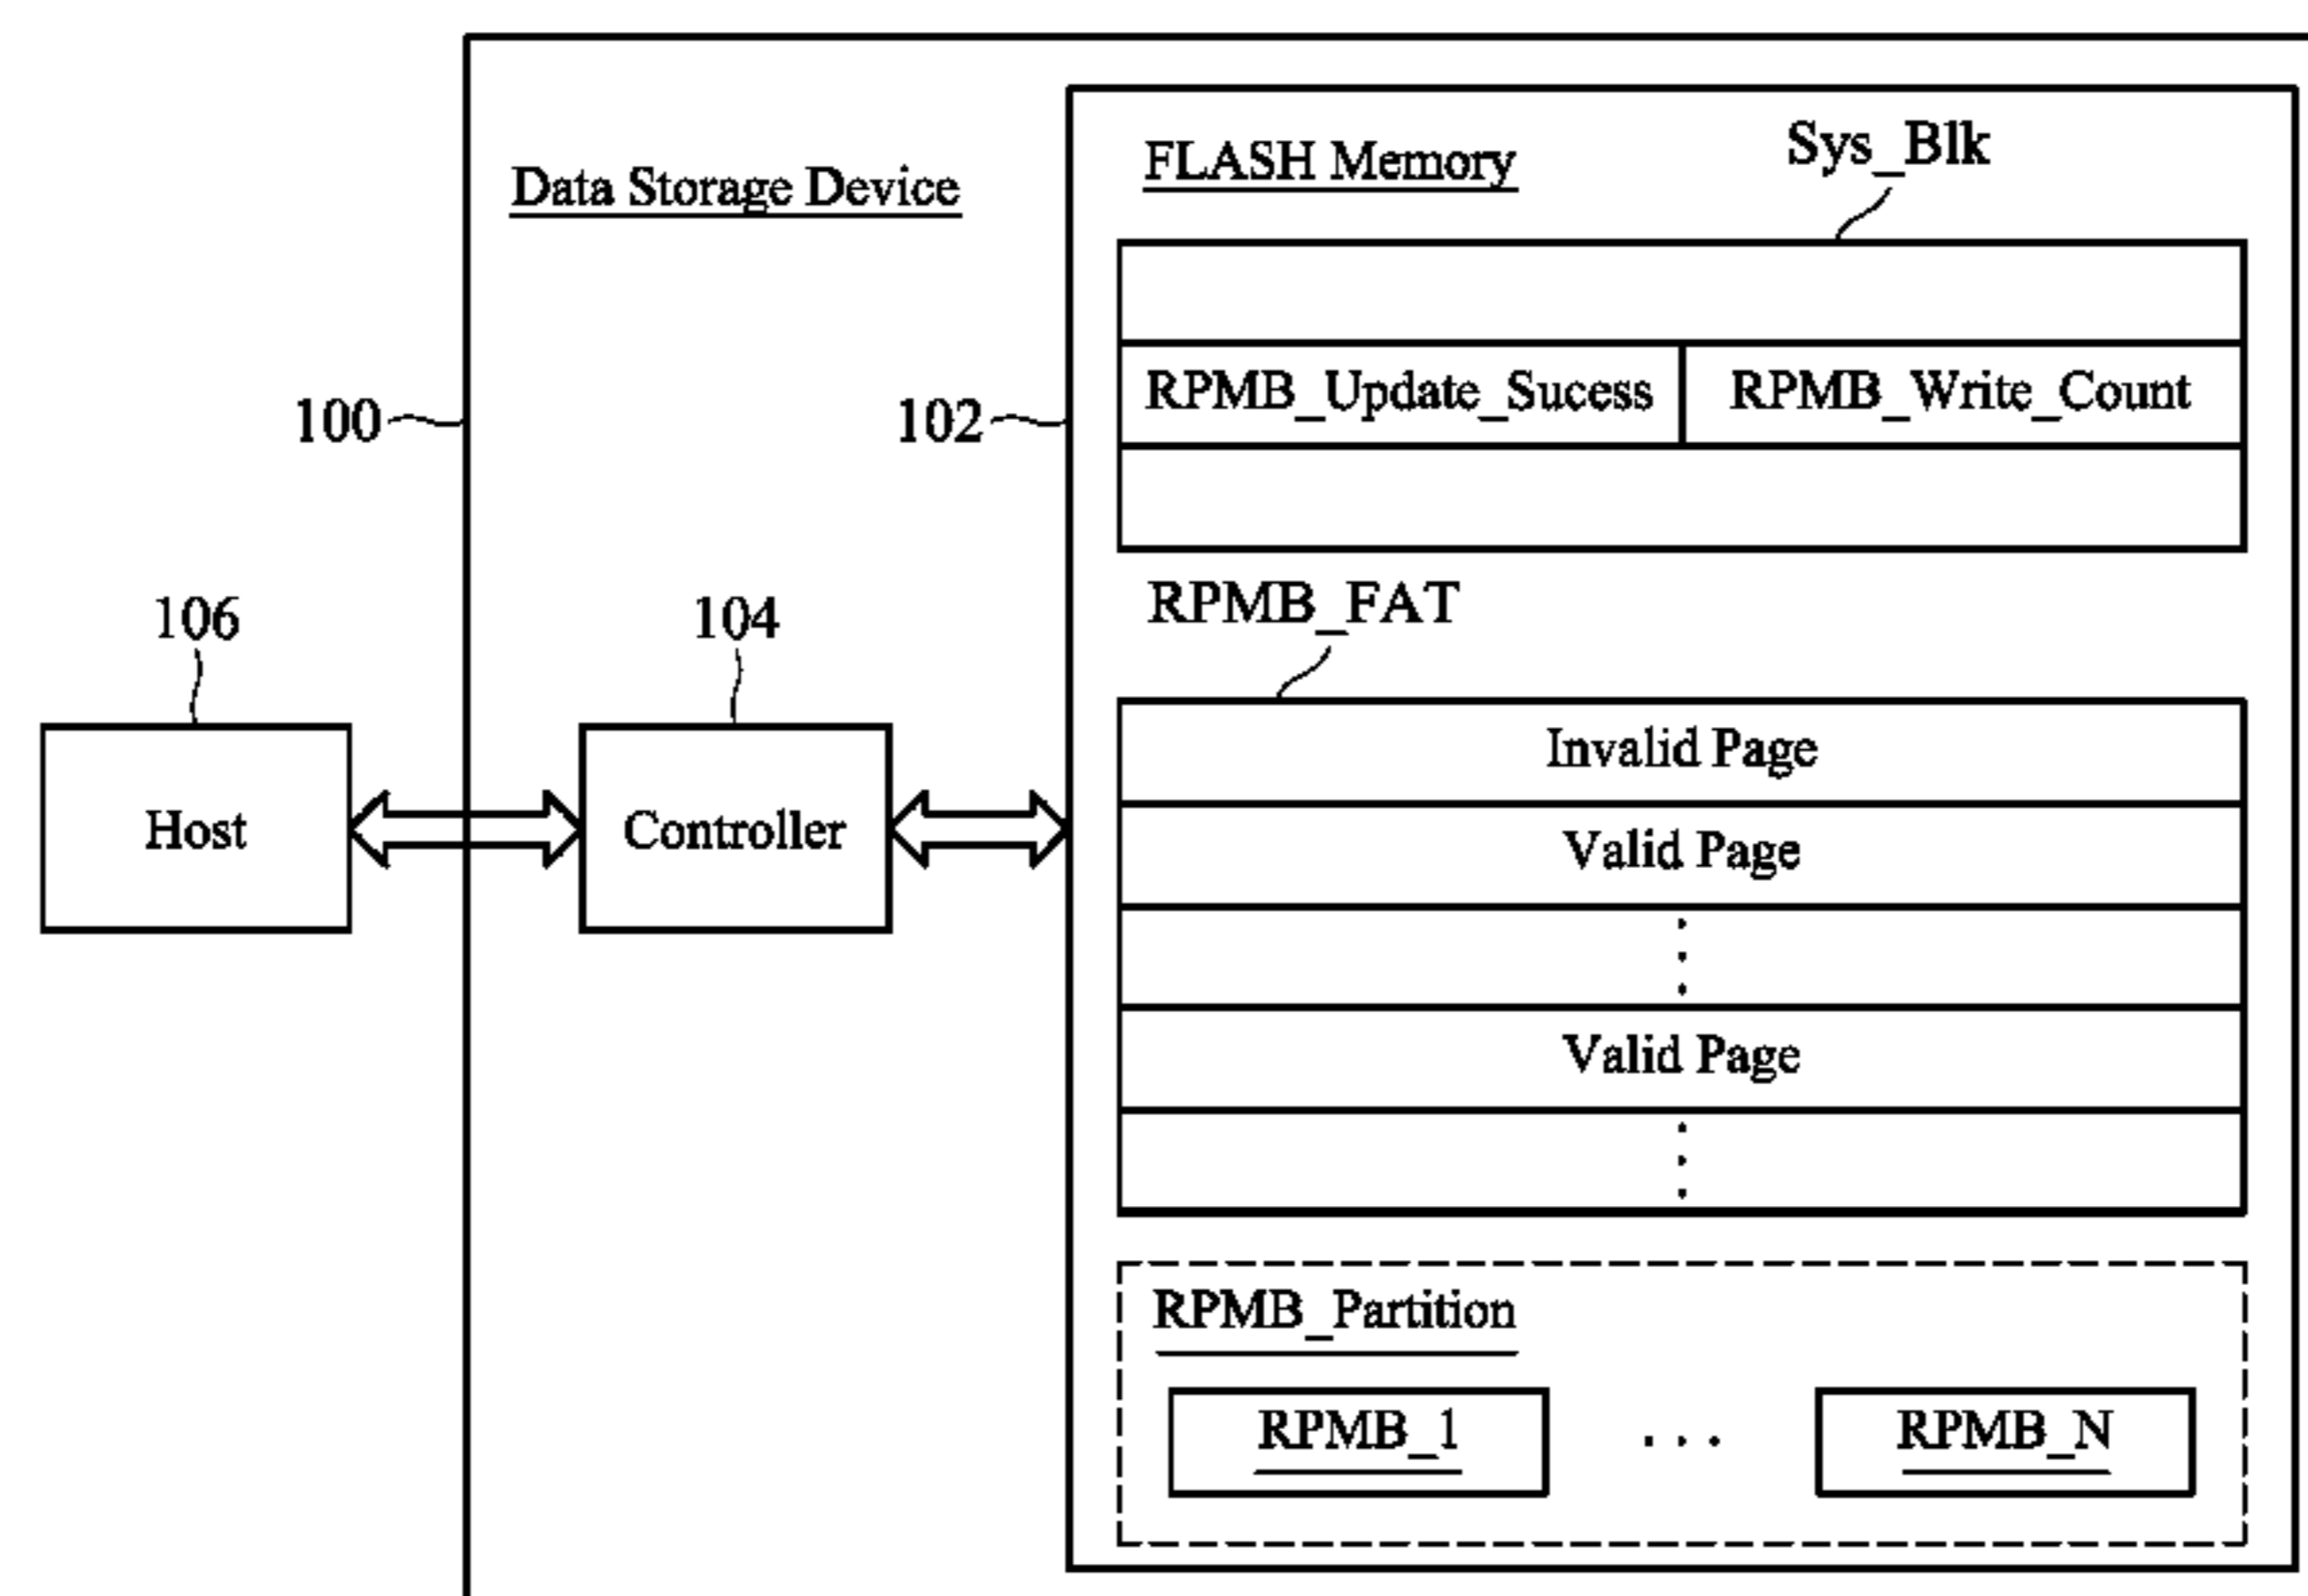 Data Storage Device
FLASH Memory
Sys_Blk
RPMB_Update_Sucess
RPMB_Write_Count
100
102
RPMB_FAT
106
104
Invalid Page
Host
Controller
Valid Page
Valid Page
RPMB_Partition
RPMB_1
. . .
RPMB_N